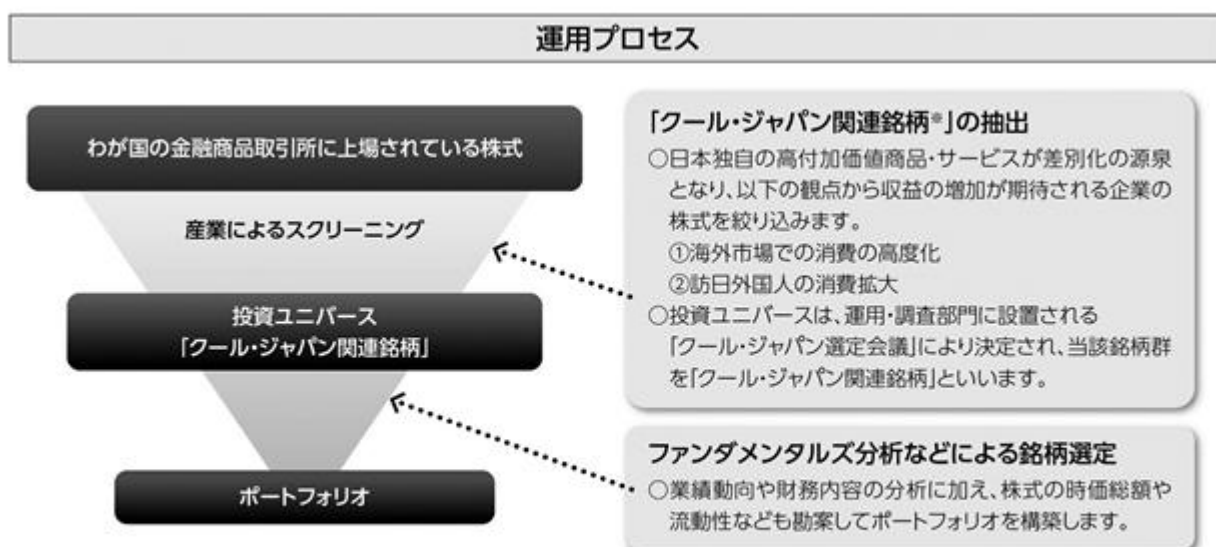 運用プロセス
わが国の金融商品取引所に上場されている株式
産業によるスクリーニング
投資ユニバース
「クール・ジャパン関連銘柄」
ポートフォリオ
「クール・ジャパン関連銘柄※」の抽出
○日本独自の高付加価値商品・サービスが差別化の源泉
となり、以下の観点から収益の増加が期待される企業の
株式を絞り込みます。
①海外市場での消費の高度化
②訪日外国人の消費拡大
○投資ユニバースは、運用・調査部門に設置される
「クール・ジャパン選定会議」により決定され、当該銘柄群
を「クール・ジャパン関連銘柄」といいます。
ファンダメンタルズ分析などによる銘柄選定
○業績動向や財務内容の分析に加え、株式の時価総額や
流動性なども勘案してポートフォリオを構築します。